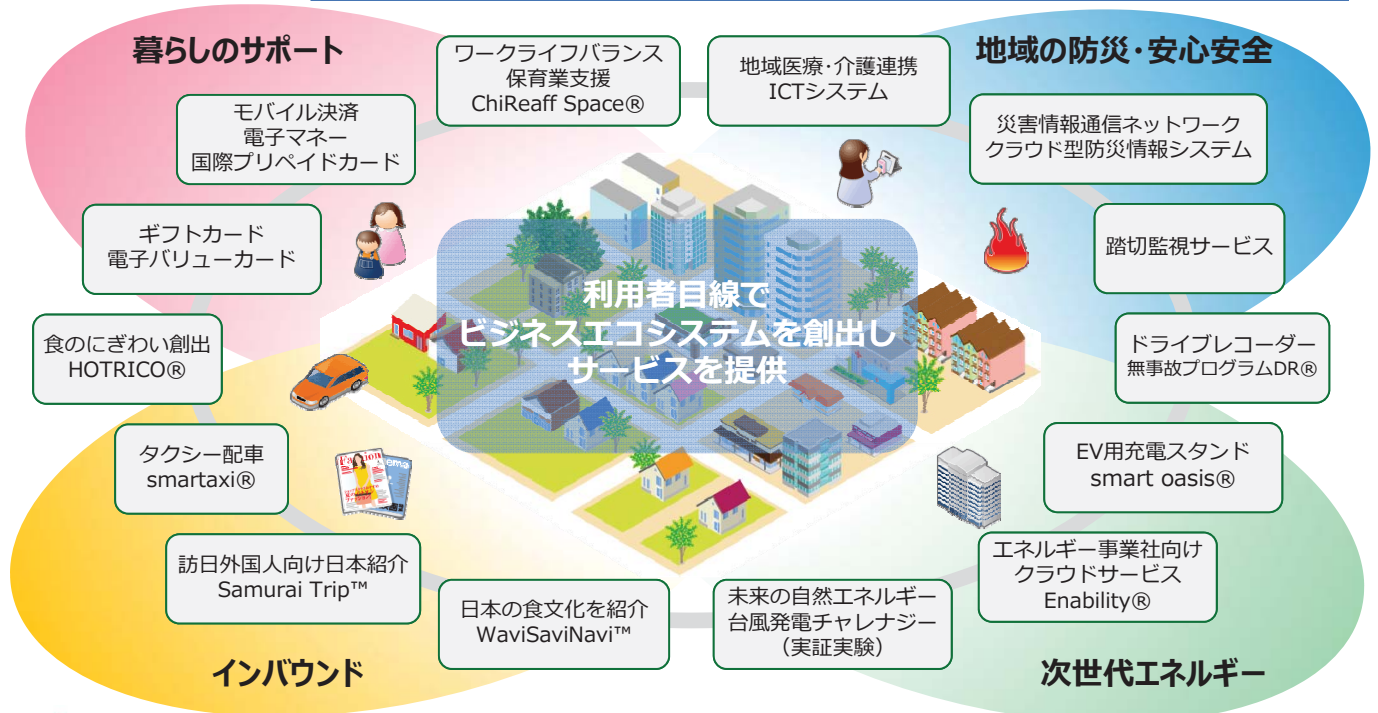 暮らしのサポート
ワークライフバランス
保育業支援
ChiReaff Space®
地域医療・介護連携
ICTシステム
地域の防災・安心安全
モバイル決済
電子マネー
国際プリペイドカード
災害情報通信ネットワーク
クラウド型防災情報システム
ギフトカード
電子バリューカード
踏切監視サービス
利用者目線で
ビジネスエコシステムを創出し
サービスを提供
食のにぎわい創出
HOTRICO®
ドライブレコーダー
無事故プログラムDR®
タクシー配車
smartaxi®
EV用充電スタンド
smart oasis®
訪日外国人向け日本紹介
Samurai Trip™
エネルギー事業社向け
クラウドサービス
Enability®
日本の食文化を紹介
WaviSaviNavi™
未来の自然エネルギー
台風発電チャレナジー
（実証実験）
インバウンド
次世代エネルギー